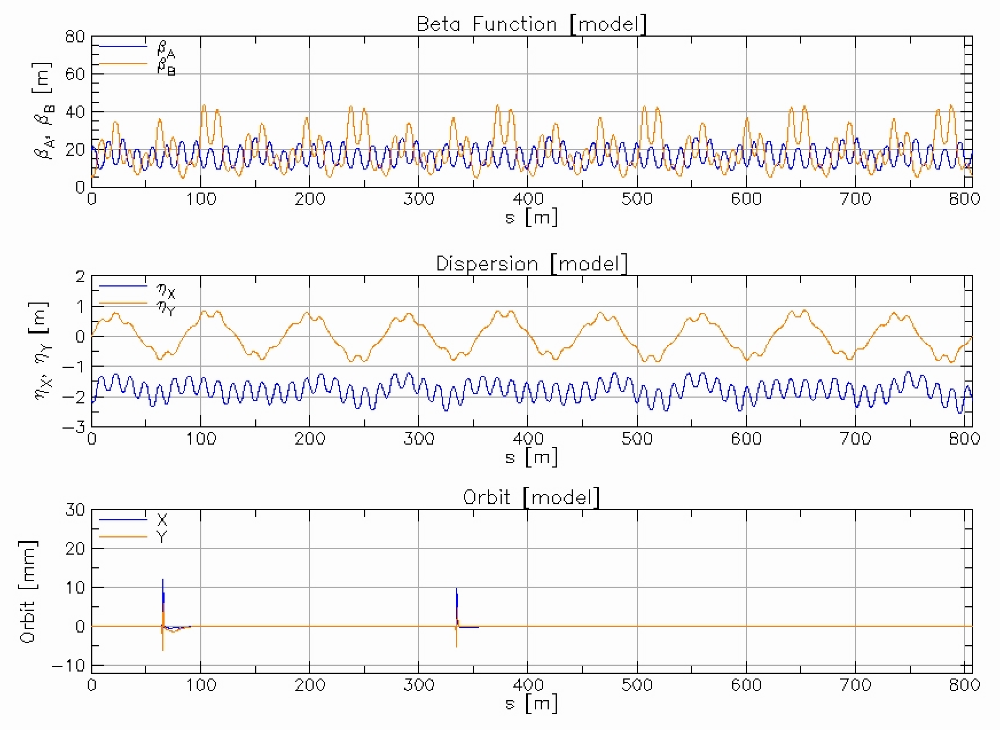 Beta Function [model]
β_A
β_B
β_A, β_B [m]
80
60
40
20
0
0 100 200 300 400 500 600 700 800
s [m]
Dispersion [model]
η_X
η_Y
η_X, η_Y [m]
2
1
0
−1
−2
−3
0 100 200 300 400 500 600 700 800
s [m]
Orbit [model]
X
Y
Orbit [mm]
30
20
10
0
−10
0 100 200 300 400 500 600 700 800
s [m]